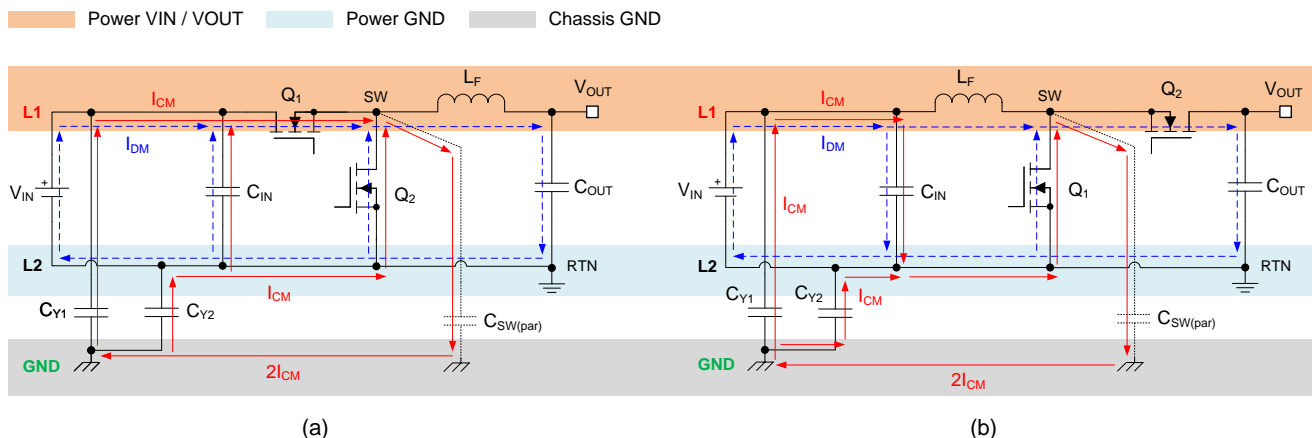 Power VIN / VOUT
Power GND
Chassis GND
L1
ICM
Q1
SW
LF
VOUT
IDM
VIN
+
CIN
Q2
COUT
L2
RTN
ICM
CY1
CY2
CSW(par)
GND
2ICM
(a)
L1
ICM
LF
SW
Q2
VOUT
IDM
VIN
+
ICM
CIN
Q1
COUT
L2
RTN
CY1
CY2
ICM
CSW(par)
GND
2ICM
(b)